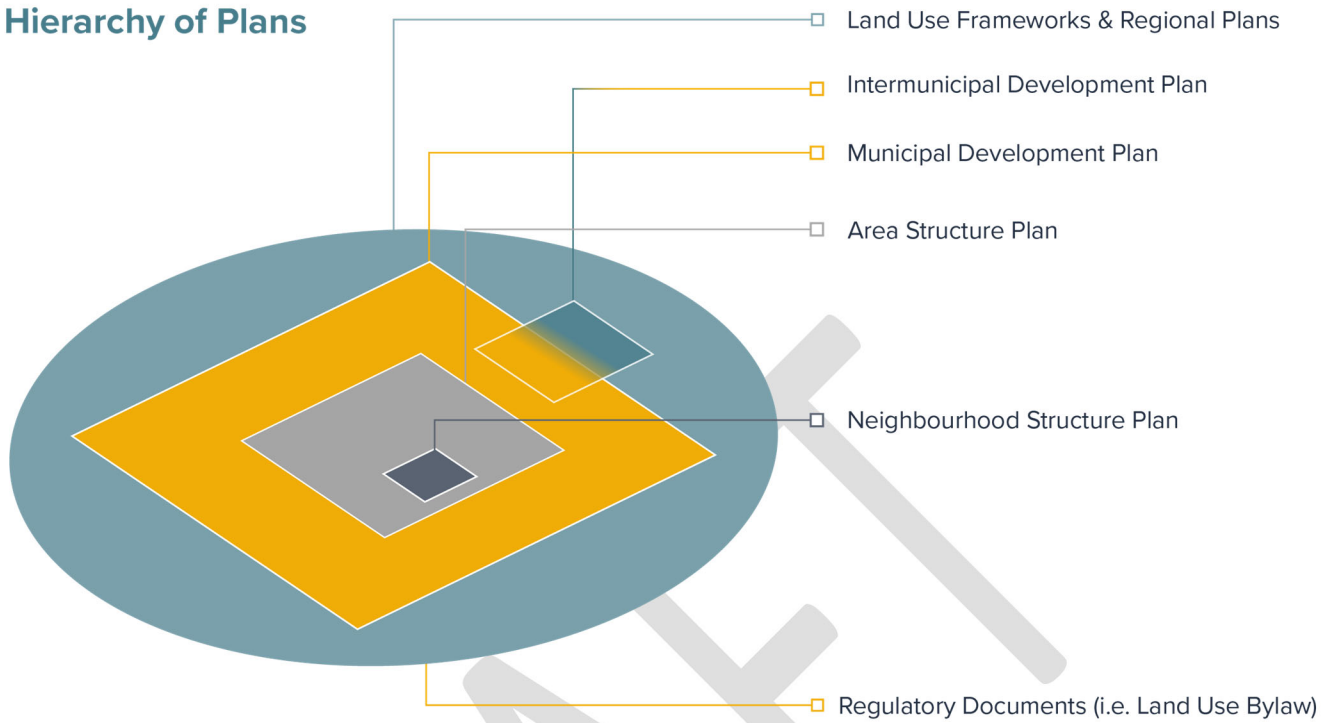 Hierarchy of Plans
Land Use Frameworks & Regional Plans
Intermunicipal Development Plan
Municipal Development Plan
Area Structure Plan
Neighbourhood Structure Plan
Regulatory Documents (i.e. Land Use Bylaw)